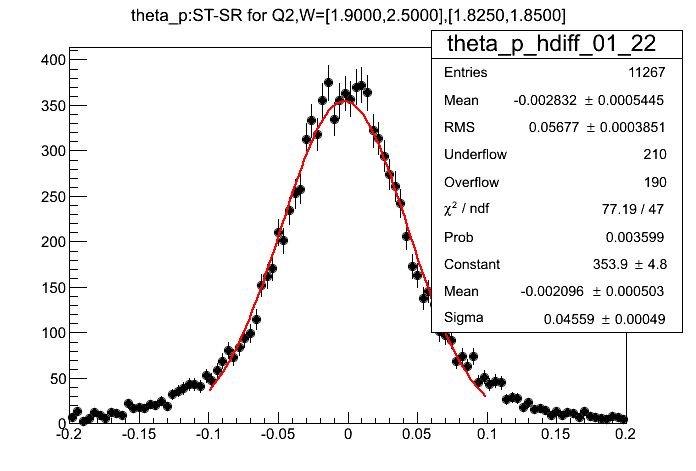 theta_p:ST-SR for Q2,W=[1.9000,2.5000],[1.8250,1.8500]
theta_p_hdiff_01_22
Entries 11267
Mean -0.002832 ± 0.0005445
RMS 0.05677 ± 0.0003851
Underflow 210
Overflow 190
χ² / ndf 77.19 / 47
Prob 0.003599
Constant 353.9 ± 4.8
Mean -0.002096 ± 0.000503
Sigma 0.04559 ± 0.00049
400
350
300
250
200
150
100
50
0
-0.2 -0.15 -0.1 -0.05 0 0.05 0.1 0.15 0.2